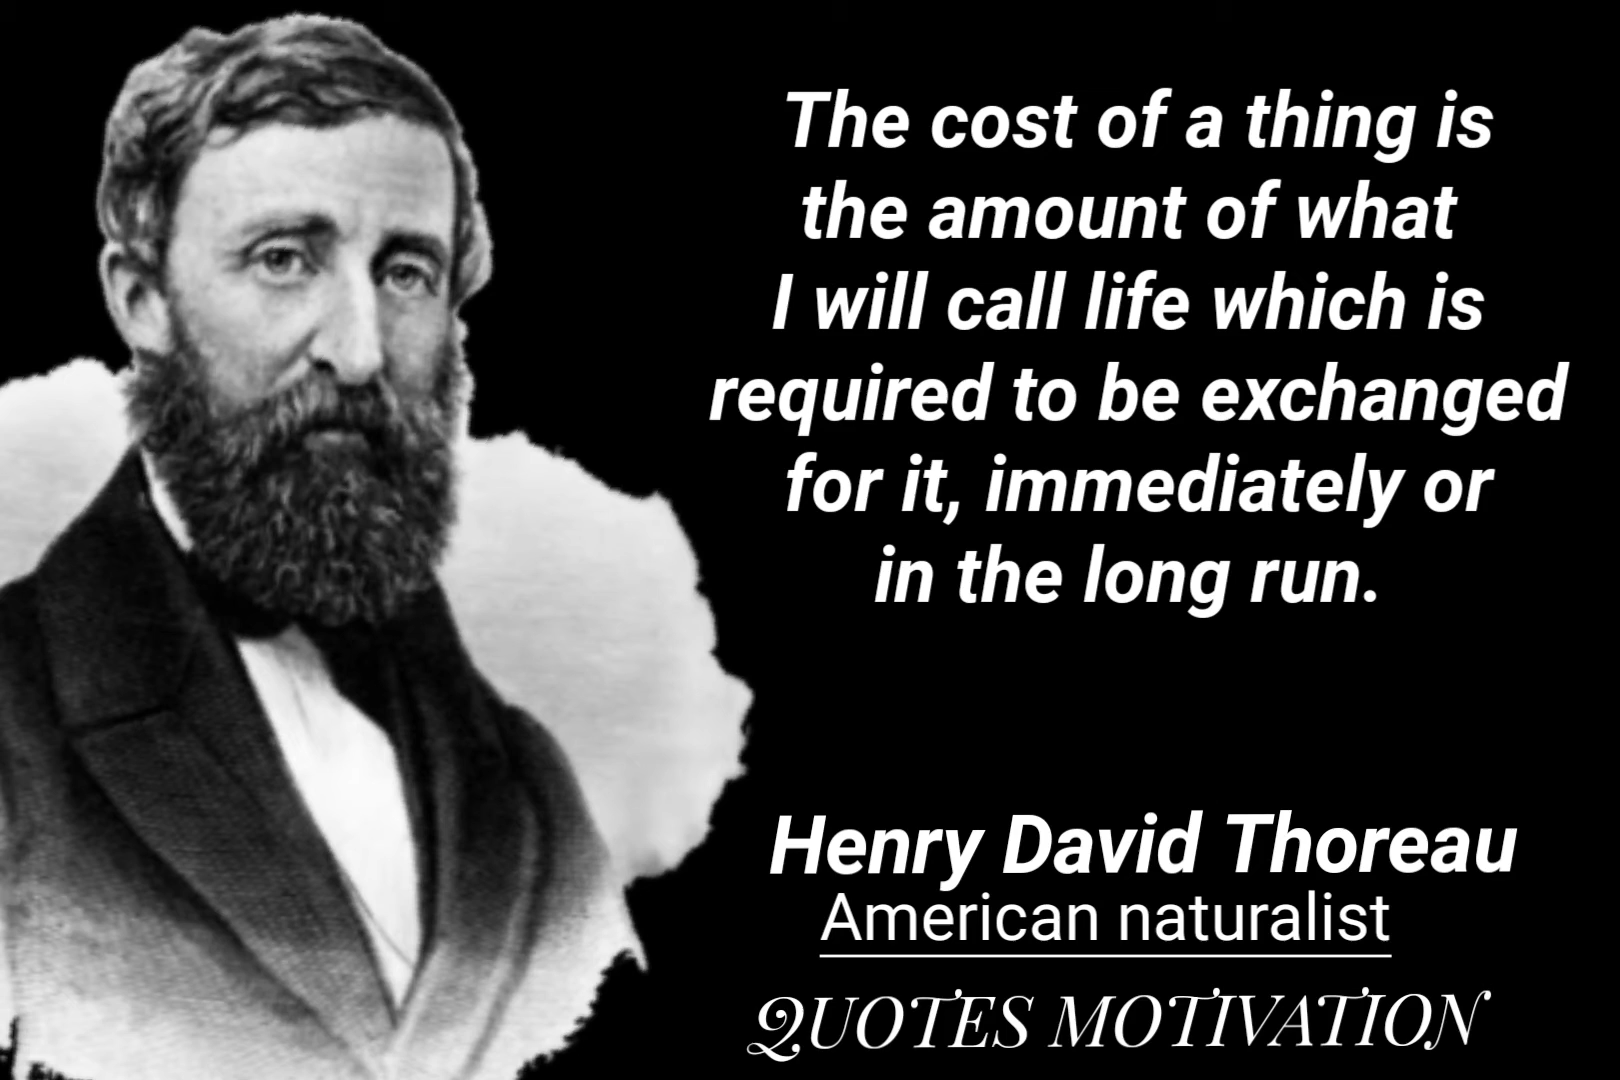 The cost of a thing is
the amount of what
I will call life which is
required to be exchanged
for it, immediately or
in the long run.
Henry David Thoreau
American naturalist
QUOTES MOTIVATION